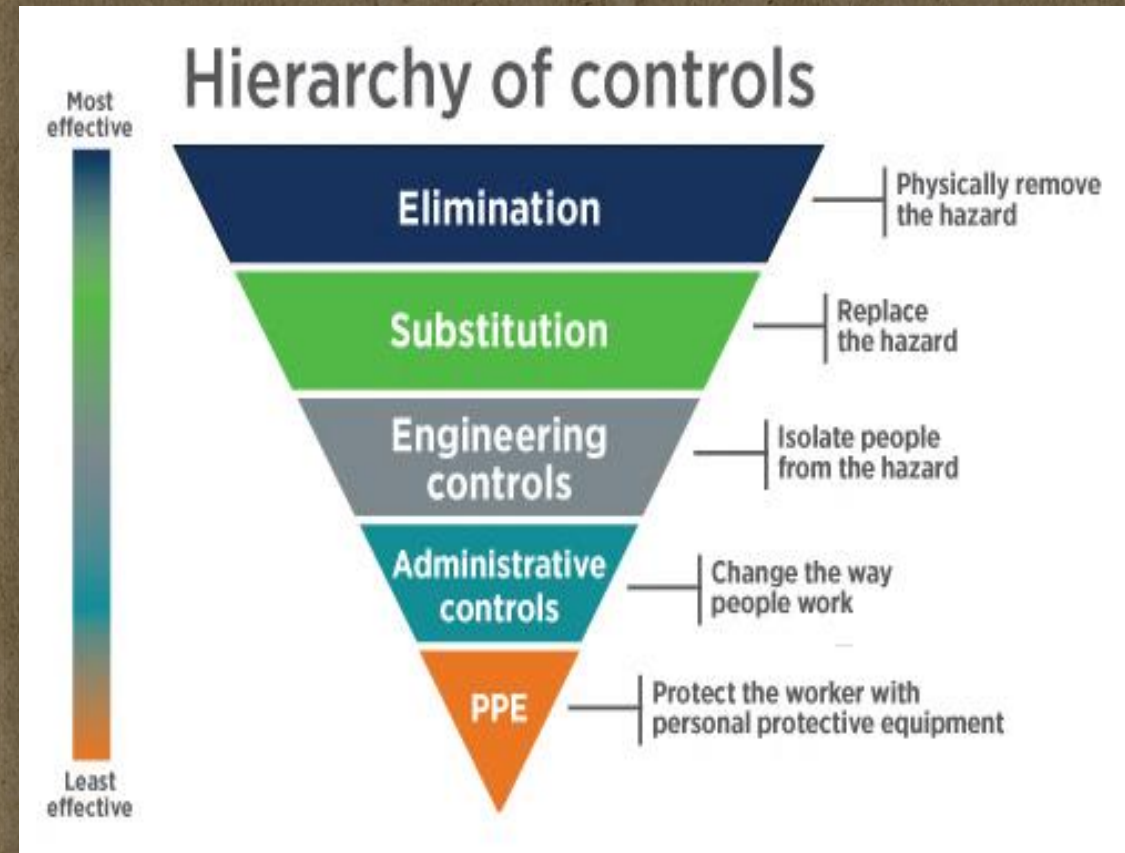 Hierarchy of controls
Most
effective
Elimination
Physically remove
the hazard
Substitution
Replace
the hazard
Engineering
controls
Isolate people
from the hazard
Administrative
controls
Change the way
people work
PPE
Protect the worker with
personal protective equipment
Least
effective